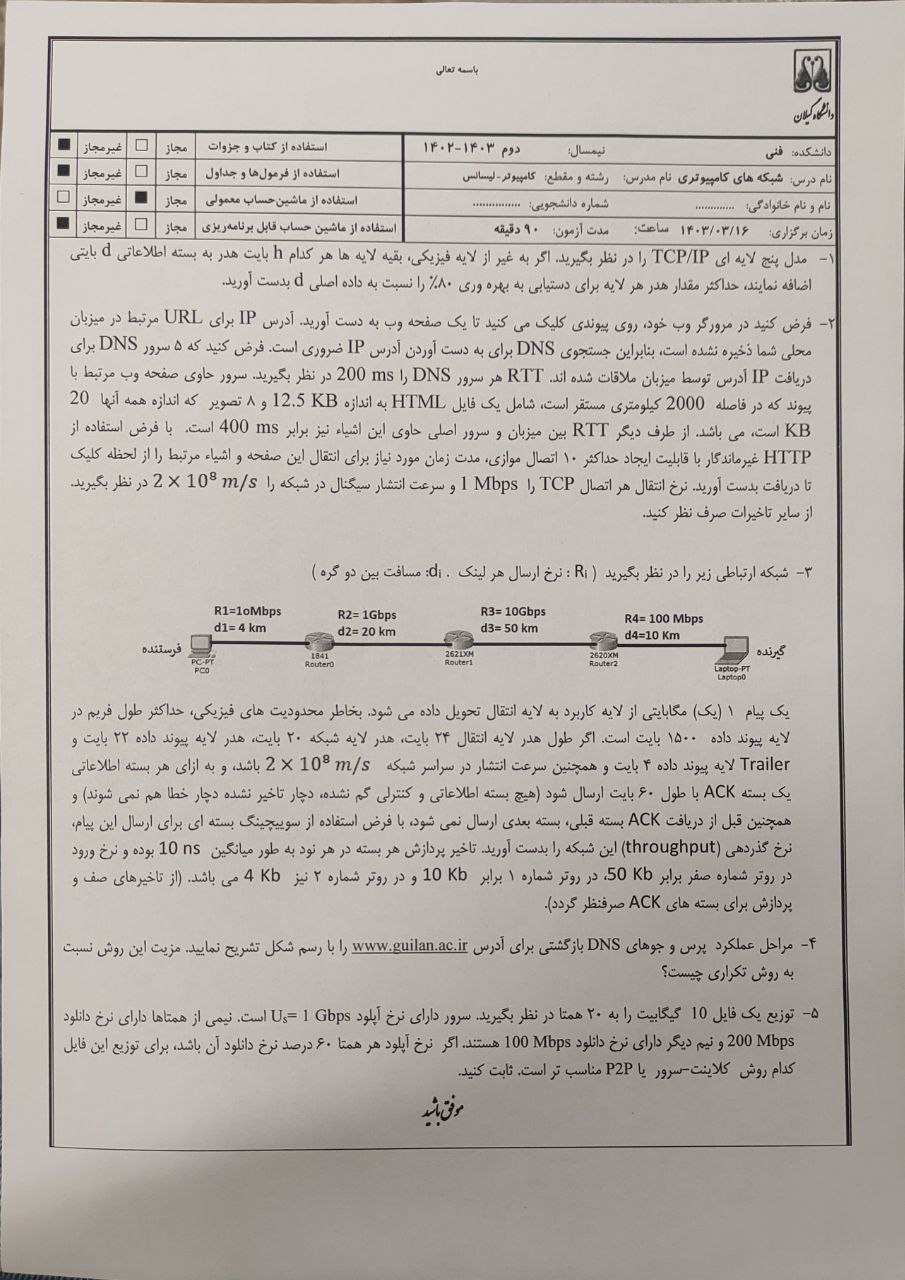 باسمه تعالی
دانشگاه گیلان
دانشکده: فنی نیمسال: دوم ۱۴۰۳-۱۴۰۲ استفاده از کتاب و جزوات مجاز □ غیرمجاز ■
نام درس: شبکه های کامپیوتری نام مدرس: رشته و مقطع: کامپیوتر-لیسانس استفاده از فرمول‌ها و جداول مجاز □ غیرمجاز ■
نام و نام خانوادگی: ............. شماره دانشجویی: ............... استفاده از ماشین‌حساب معمولی مجاز ■ غیرمجاز □
زمان برگزاری: ۱۴۰۳/۰۳/۱۶ ساعت: مدت آزمون: ۹۰ دقیقه استفاده از ماشین حساب قابل برنامه‌ریزی مجاز □ غیرمجاز ■
۱- مدل پنج لایه ای TCP/IP را در نظر بگیرید. اگر به غیر از لایه فیزیکی، بقیه لایه ها هر کدام h بایت هدر به بسته اطلاعاتی d بایتی
اضافه نمایند، حداکثر مقدار هدر هر لایه برای دستیابی به بهره وری ۸۰٪ را نسبت به داده اصلی d بدست آورید.
۲- فرض کنید در مرورگر وب خود، روی پیوندی کلیک می کنید تا یک صفحه وب به دست آورید. آدرس IP برای URL مرتبط در میزبان
محلی شما ذخیره نشده است، بنابراین جستجوی DNS برای به دست آوردن آدرس IP ضروری است. فرض کنید که ۵ سرور DNS برای
دریافت IP آدرس توسط میزبان ملاقات شده اند. RTT هر سرور DNS را 200 ms در نظر بگیرید. سرور حاوی صفحه وب مرتبط با
پیوند که در فاصله 2000 کیلومتری مستقر است، شامل یک فایل HTML به اندازه 12.5 KB و ۸ تصویر که اندازه همه آنها 20
KB است، می باشد. از طرف دیگر RTT بین میزبان و سرور اصلی حاوی این اشیاء نیز برابر 400 ms است. با فرض استفاده از
HTTP غیرماندگار با قابلیت ایجاد حداکثر ۱۰ اتصال موازی، مدت زمان مورد نیاز برای انتقال این صفحه و اشیاء مرتبط را از لحظه کلیک
تا دریافت بدست آورید. نرخ انتقال هر اتصال TCP را 1 Mbps و سرعت انتشار سیگنال در شبکه را 2 × 10⁸ m/s در نظر بگیرید.
از سایر تاخیرات صرف نظر کنید.
۳- شبکه ارتباطی زیر را در نظر بگیرید ( Ri : نرخ ارسال هر لینک . di: مسافت بین دو گره )
R1=1oMbps
d1= 4 km
R2= 1Gbps
d2= 20 km
R3= 10Gbps
d3= 50 km
R4= 100 Mbps
d4=10 Km
فرستنده
PC-PT
PC0
1841
Router0
2621XM
Router1
2620XM
Router2
Laptop-PT
Laptop0
گیرنده
یک پیام ۱ (یک) مگابایتی از لایه کاربرد به لایه انتقال تحویل داده می شود. بخاطر محدودیت های فیزیکی، حداکثر طول فریم در
لایه پیوند داده ۱۵۰۰ بایت است. اگر طول هدر لایه انتقال ۲۴ بایت، هدر لایه شبکه ۲۰ بایت، هدر لایه پیوند داده ۲۲ بایت و
Trailer لایه پیوند داده ۴ بایت و همچنین سرعت انتشار در سراسر شبکه 2 × 10⁸ m/s باشد، و به ازای هر بسته اطلاعاتی
یک بسته ACK با طول ۶۰ بایت ارسال شود (هیچ بسته اطلاعاتی و کنترلی گم نشده، دچار تاخیر نشده دچار خطا هم نمی شوند) و
همچنین قبل از دریافت ACK بسته قبلی، بسته بعدی ارسال نمی شود، با فرض استفاده از سوییچینگ بسته ای برای ارسال این پیام،
نرخ گذردهی (throughput) این شبکه را بدست آورید. تاخیر پردازش هر بسته در هر نود به طور میانگین 10 ns بوده و نرخ ورود
در روتر شماره صفر برابر 50 Kb، در روتر شماره ۱ برابر 10 Kb و در روتر شماره ۲ نیز 4 Kb می باشد. (از تاخیرهای صف و
پردازش برای بسته های ACK صرفنظر گردد).
۴- مراحل عملکرد پرس و جوهای DNS بازگشتی برای آدرس www.guilan.ac.ir را با رسم شکل تشریح نمایید. مزیت این روش نسبت
به روش تکراری چیست؟
۵- توزیع یک فایل 10 گیگابیت را به ۲۰ همتا در نظر بگیرید. سرور دارای نرخ آپلود Us= 1 Gbps است. نیمی از همتاها دارای نرخ دانلود
200 Mbps و نیم دیگر دارای نرخ دانلود 100 Mbps هستند. اگر نرخ آپلود هر همتا ۶۰ درصد نرخ دانلود آن باشد، برای توزیع این فایل
کدام روش کلاینت-سرور یا P2P مناسب تر است. ثابت کنید.
موفق باشید